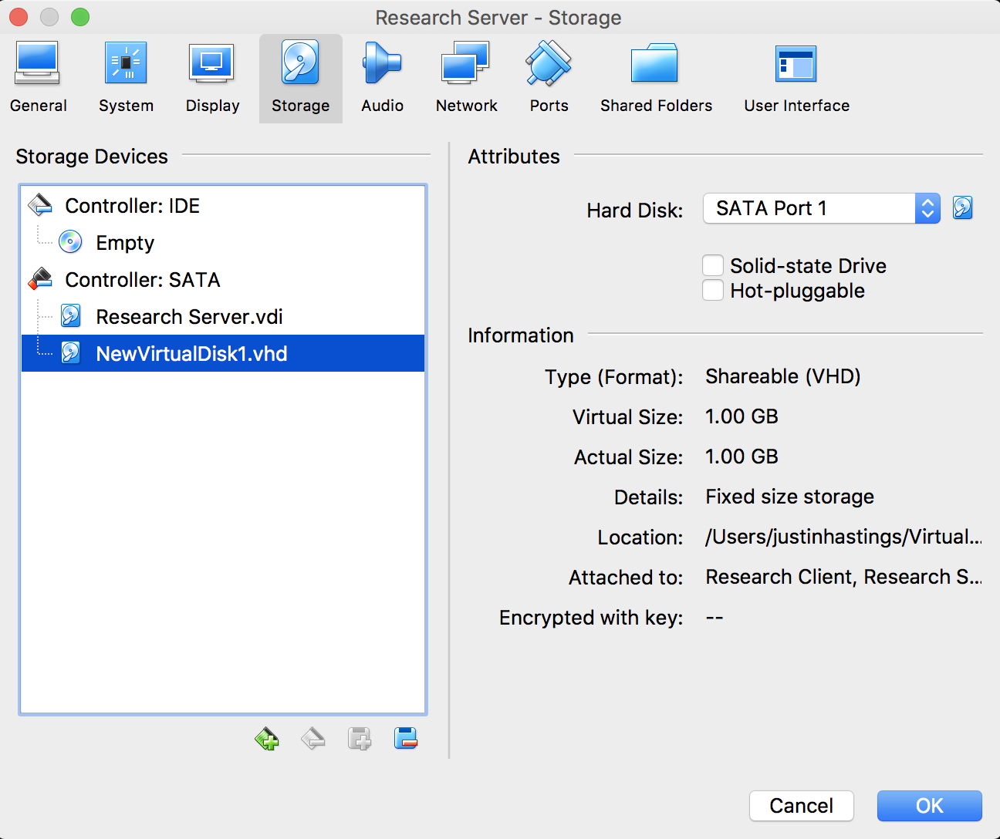 Research Server - Storage
General System Display Storage Audio Network Ports Shared Folders User Interface
Storage Devices
Controller: IDE
Empty
Controller: SATA
Research Server.vdi
NewVirtualDisk1.vhd
Attributes
Hard Disk: SATA Port 1
Solid-state Drive
Hot-pluggable
Information
Type (Format): Shareable (VHD)
Virtual Size: 1.00 GB
Actual Size: 1.00 GB
Details: Fixed size storage
Location: /Users/justinhastings/Virtual...
Attached to: Research Client, Research S...
Encrypted with key: --
Cancel OK